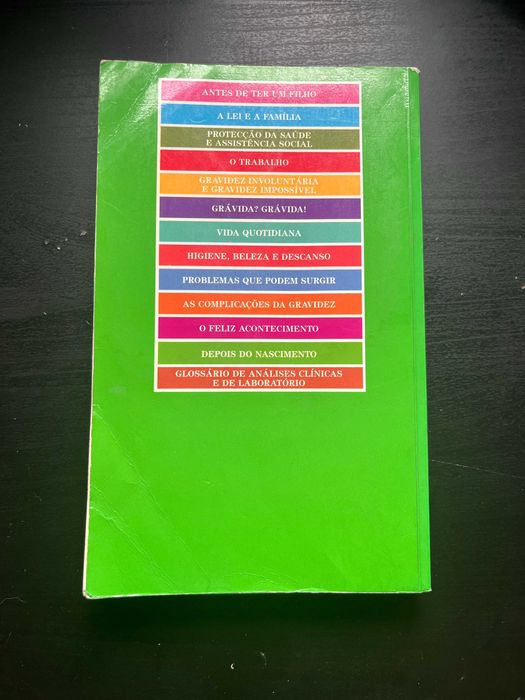 ANTES DE TER UM FILHO
A LEI E A FAMÍLIA
PROTECÇÃO DA SAÚDE
E ASSISTÊNCIA SOCIAL
O TRABALHO
GRAVIDEZ INVOLUNTÁRIA
E GRAVIDEZ IMPOSSÍVEL
GRÁVIDA? GRÁVIDA!
VIDA QUOTIDIANA
HIGIENE, BELEZA E DESCANSO
PROBLEMAS QUE PODEM SURGIR
AS COMPLICAÇÕES DA GRAVIDEZ
O FELIZ ACONTECIMENTO
DEPOIS DO NASCIMENTO
GLOSSÁRIO DE ANÁLISES CLÍNICAS
E DE LABORATÓRIO